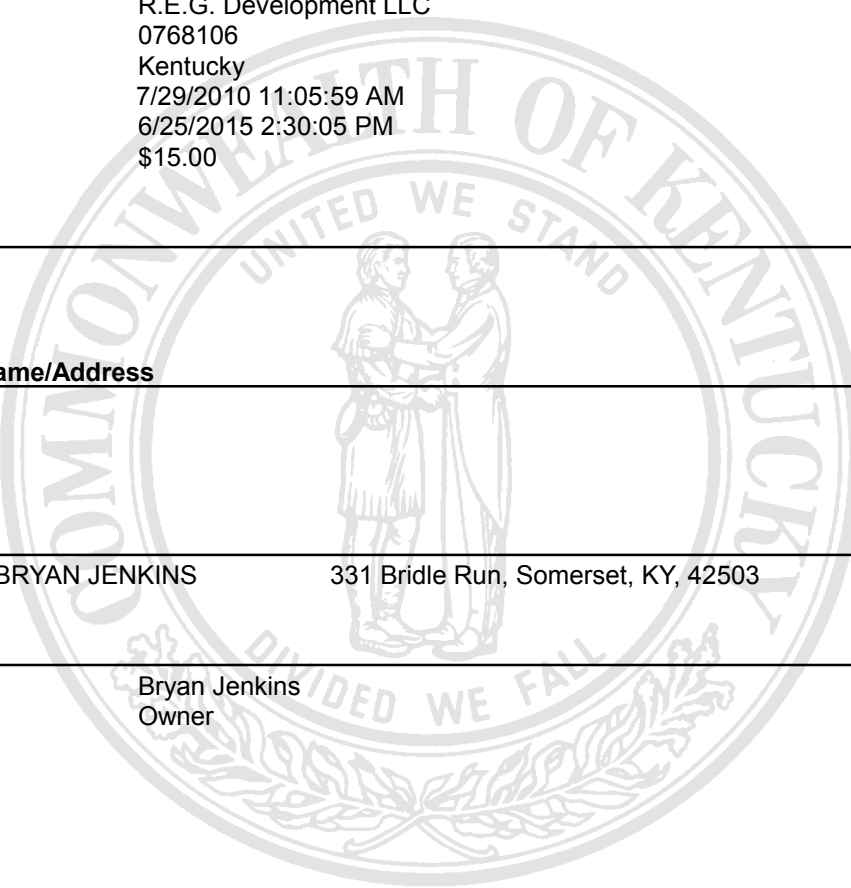 R.E.G. Development LLC
0768106
Kentucky
7/29/2010 11:05:59 AM
6/25/2015 2:30:05 PM
$15.00
COMMONWEALTH OF KENTUCKY
UNITED WE STAND
ame/Address
BRYAN JENKINS 331 Bridle Run, Somerset, KY, 42503
DIVIDED WE FALL
Bryan Jenkins
Owner